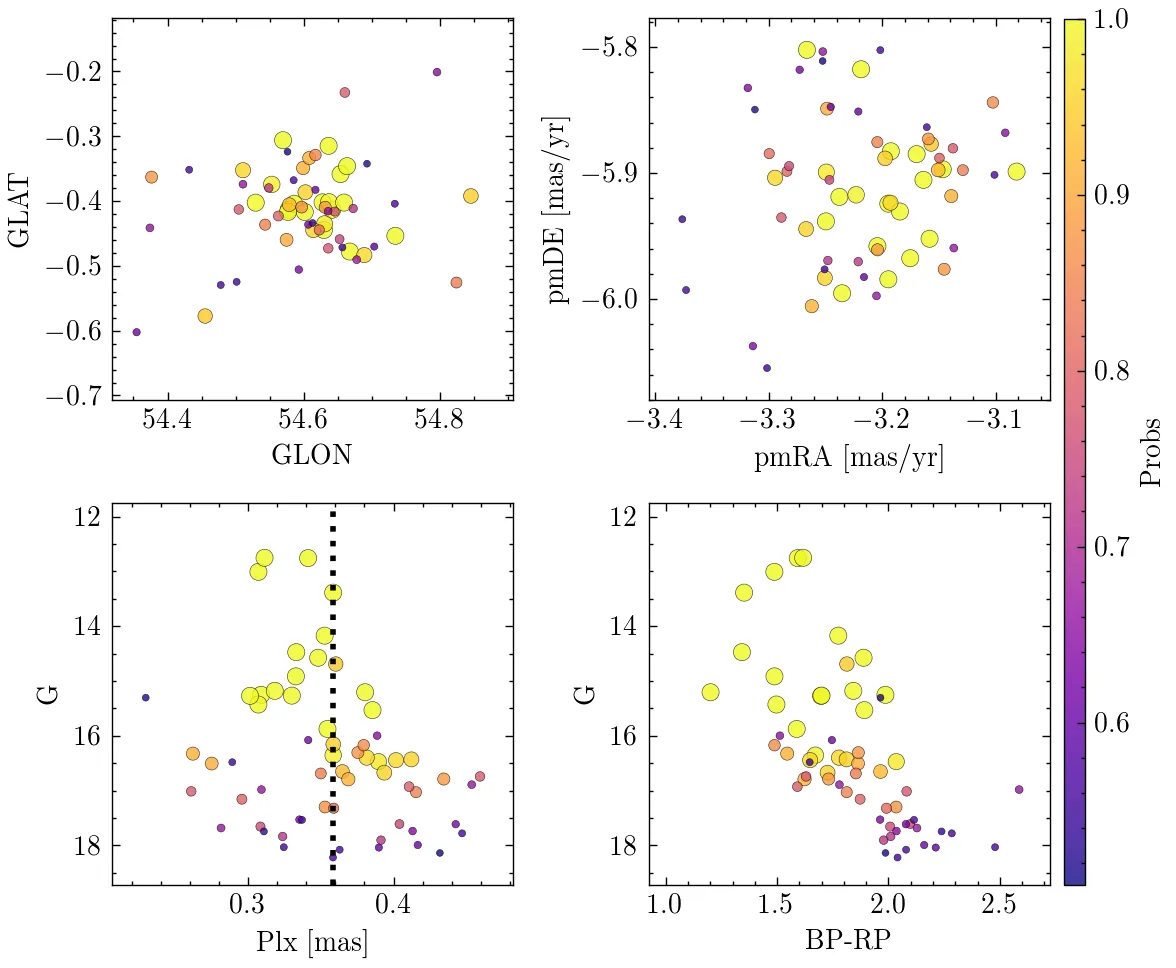 −0.2
−0.3
−0.4
−0.5
−0.6
−0.7
GLAT
54.4 54.6 54.8
GLON
−5.8
−5.9
−6.0
pmDE [mas/yr]
−3.4 −3.3 −3.2 −3.1
pmRA [mas/yr]
12
14
16
18
G
0.3 0.4
Plx [mas]
12
14
16
18
G
1.0 1.5 2.0 2.5
BP-RP
1.0
0.9
0.8
0.7
0.6
Probs